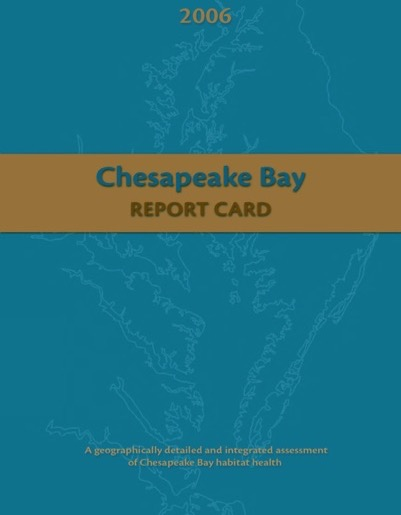 2006
Chesapeake Bay
REPORT CARD
A geographically detailed and integrated assessment
of Chesapeake Bay habitat health